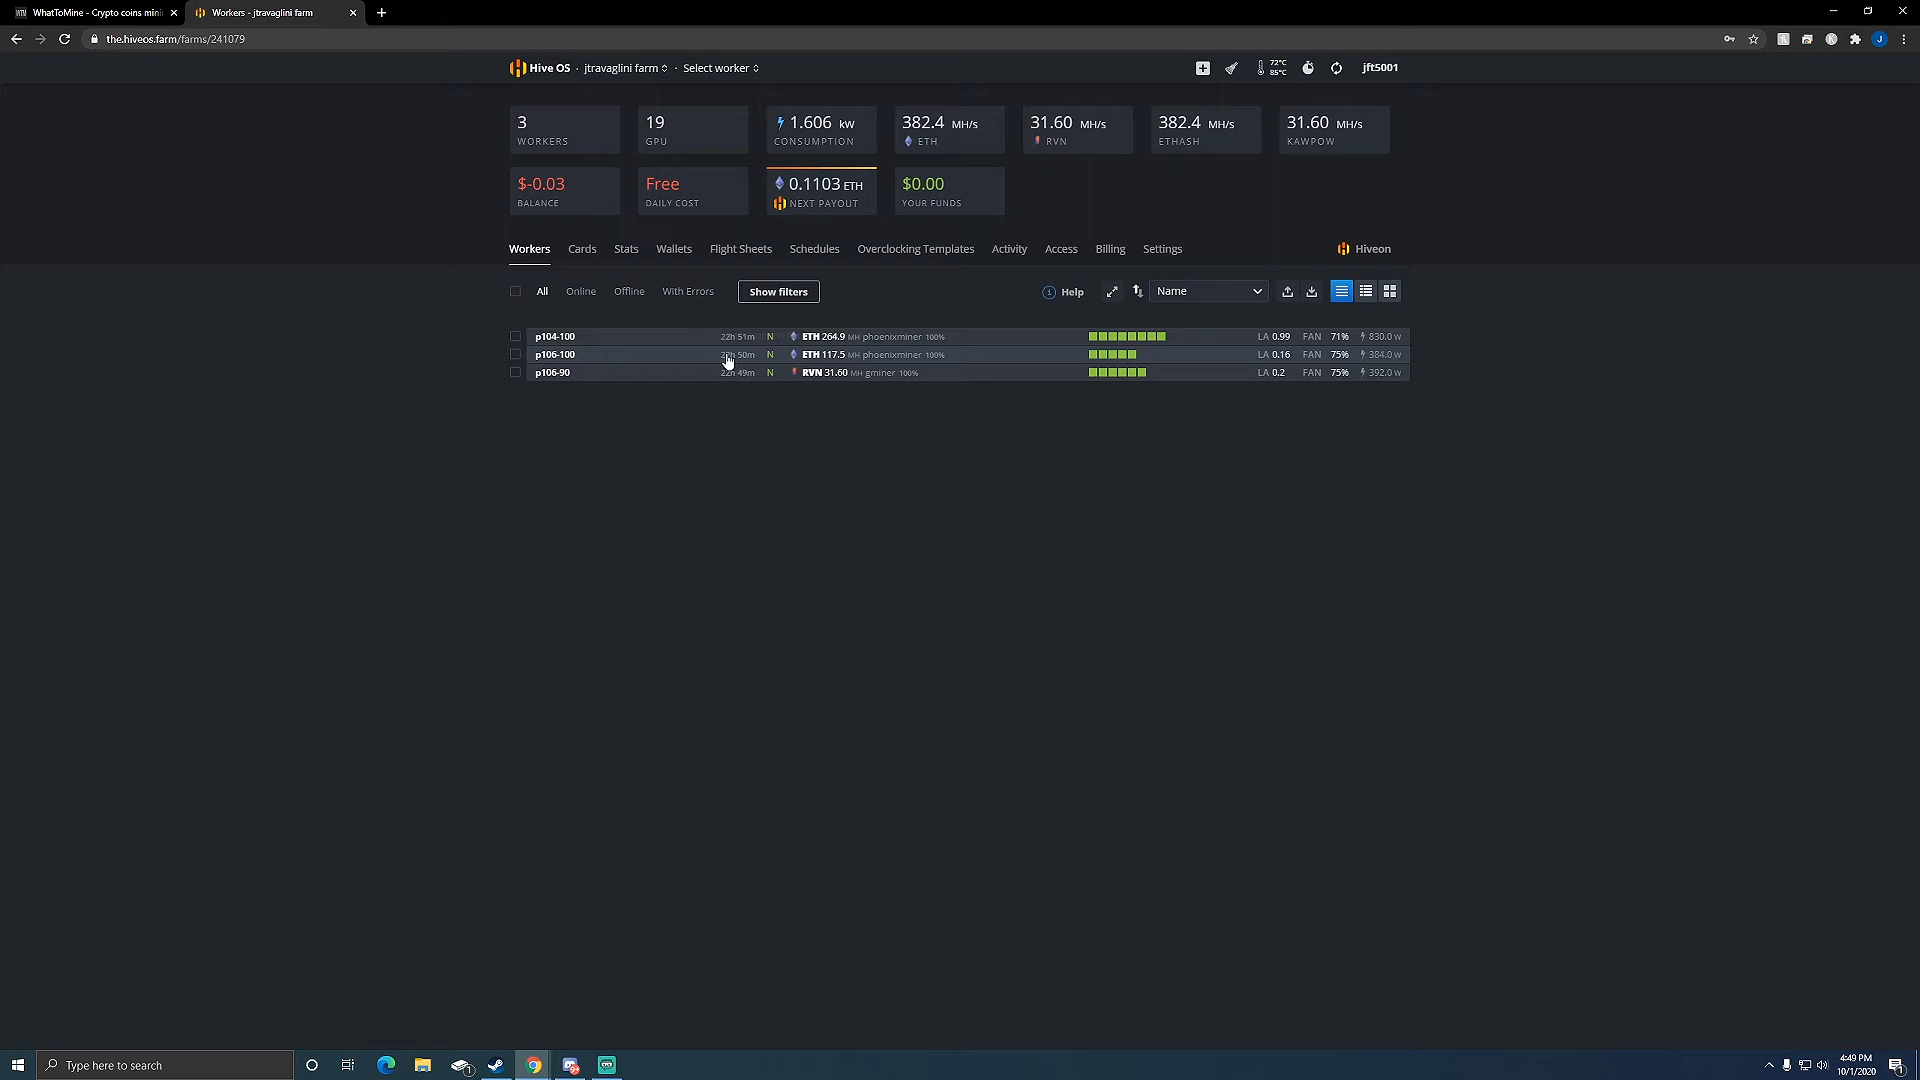 WhatToMine - Crypto coins mini
Workers - jtravaglini farm
the.hiveos.farm/farms/241079
Hive OS · jtravaglini farm · Select worker
72°C
85°C
jft5001
3
WORKERS
19
GPU
1.606 kW
CONSUMPTION
382.4 MH/s
ETH
31.60 MH/s
RVN
382.4 MH/s
ETHASH
31.60 MH/s
KAWPOW
$-0.03
BALANCE
Free
DAILY COST
0.1103 ETH
NEXT PAYOUT
$0.00
YOUR FUNDS
Workers Cards Stats Wallets Flight Sheets Schedules Overclocking Templates Activity Access Billing Settings Hiveon
All Online Offline With Errors Show filters Help Name
p104-100 22h 51m N ETH 264.9 MH phoenixminer 100% LA 0.99 FAN 71% 830.0 W
p106-100 22h 50m N ETH 117.5 MH phoenixminer 100% LA 0.16 FAN 75% 384.0 W
p106-90 22h 49m N RVN 31.60 MH gminer 100% LA 0.2 FAN 75% 392.0 W
Type here to search
4:49 PM
10/1/2020